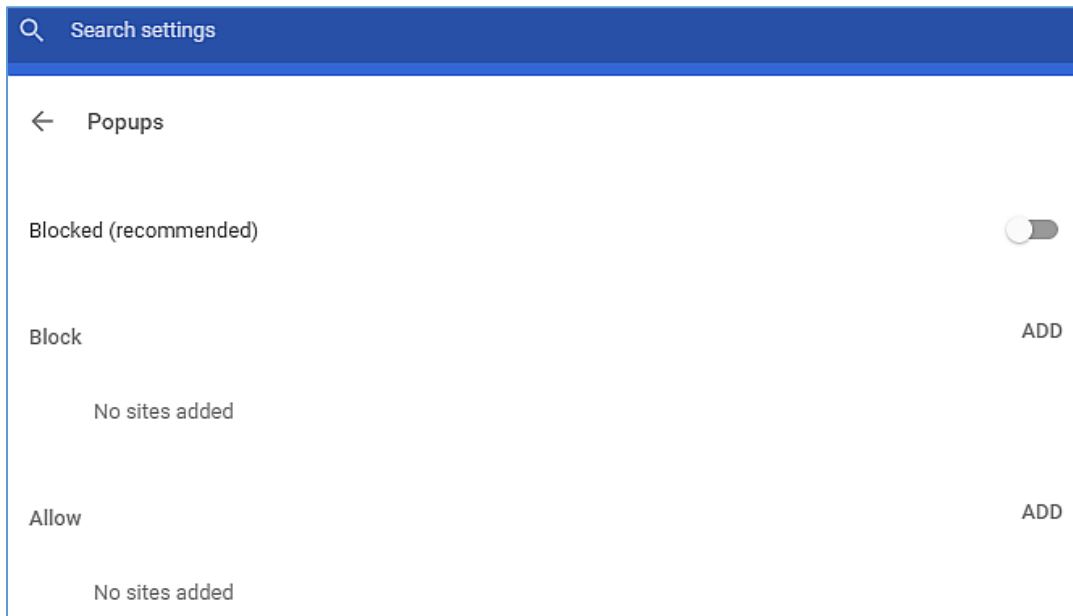 Search settings
Popups
Blocked (recommended)
Block
ADD
No sites added
Allow
ADD
No sites added